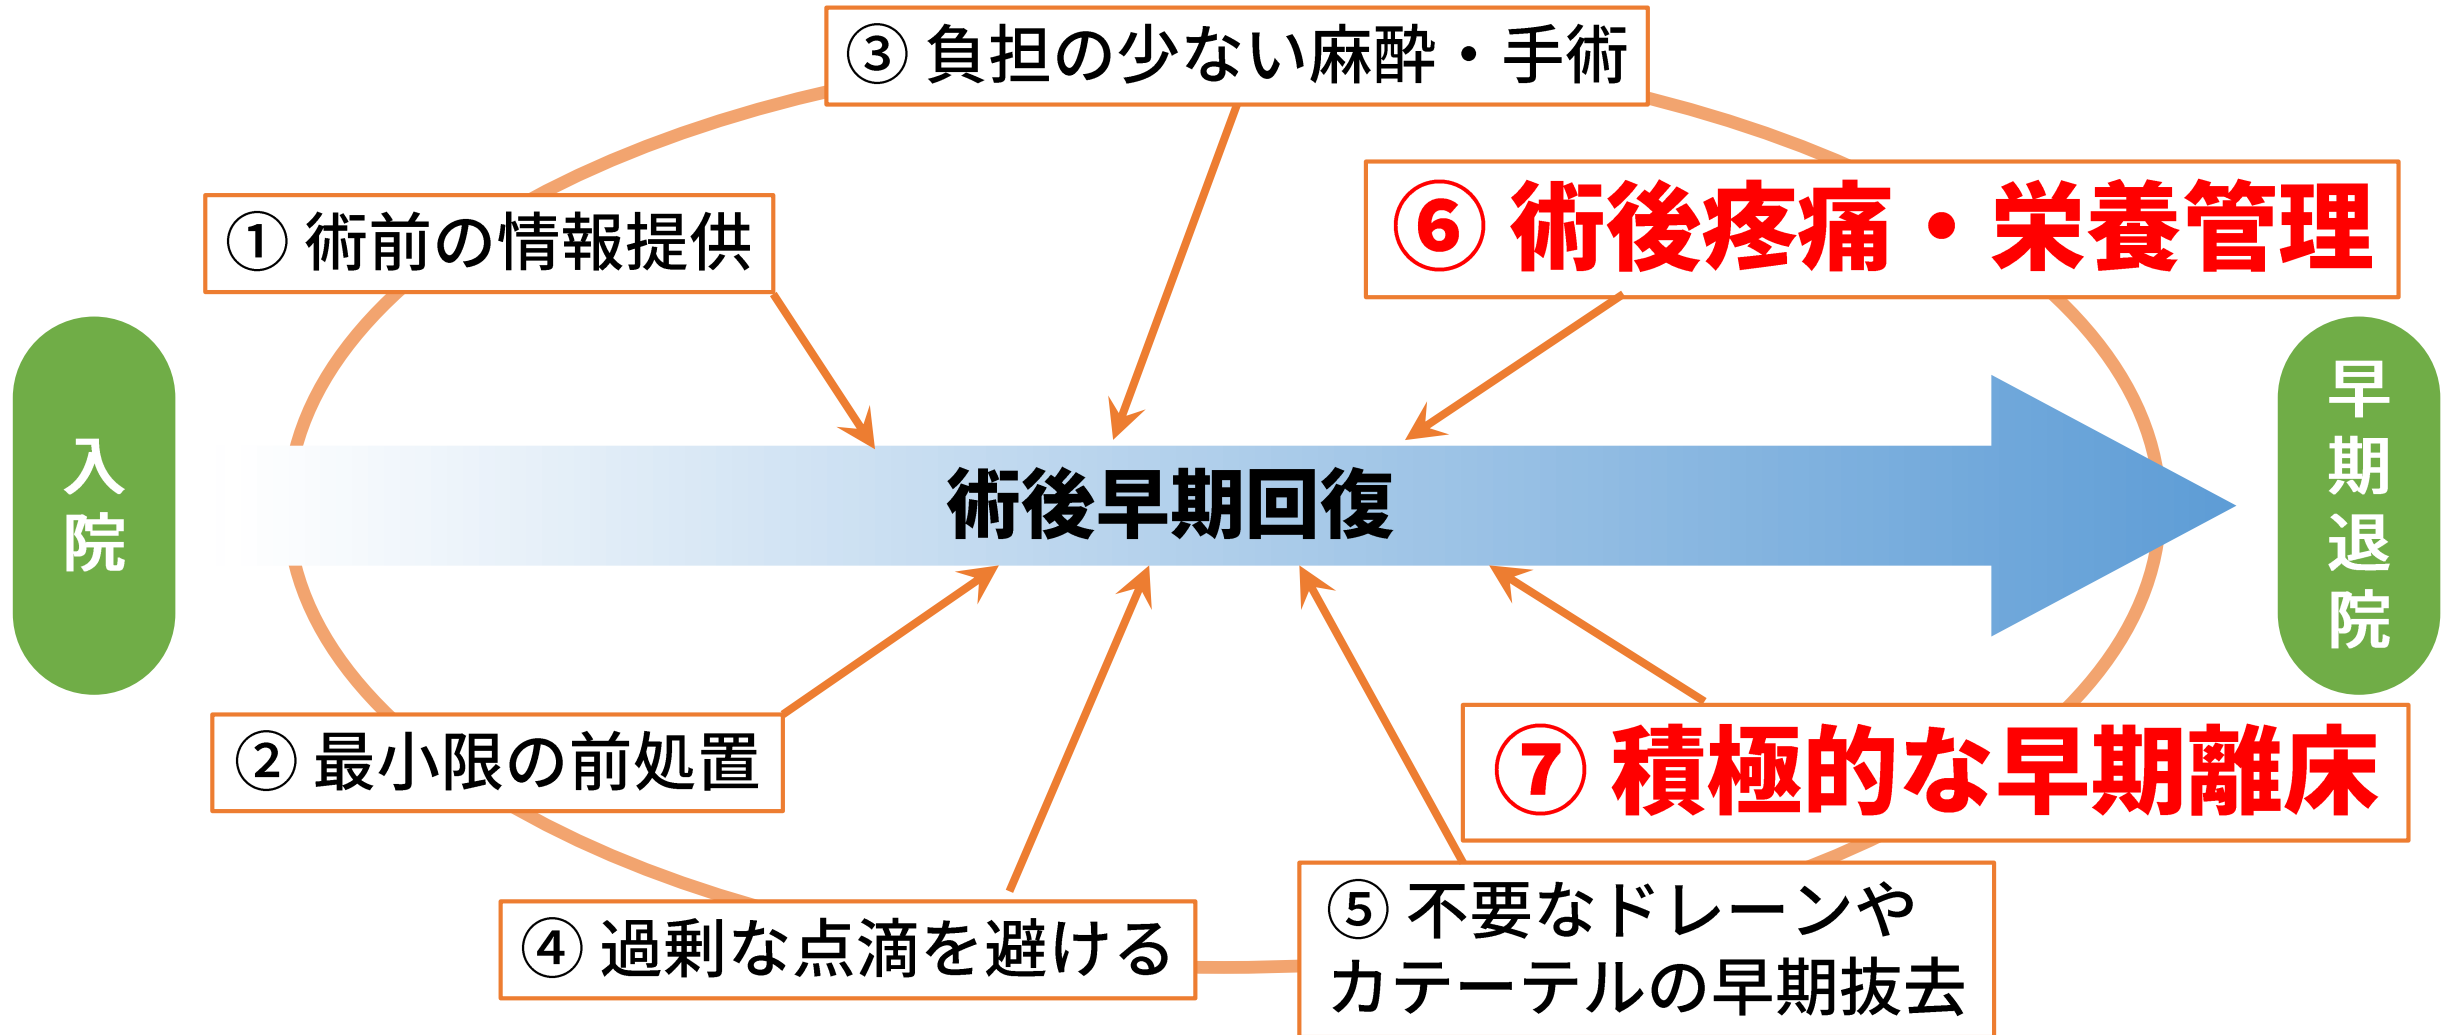 ③ 負担の少ない麻酔・手術
① 術前の情報提供
⑥ 術後疼痛・栄養管理
入院
術後早期回復
早期退院
② 最小限の前処置
⑦ 積極的な早期離床
④ 過剰な点滴を避ける
⑤ 不要なドレーンや
カテーテルの早期抜去